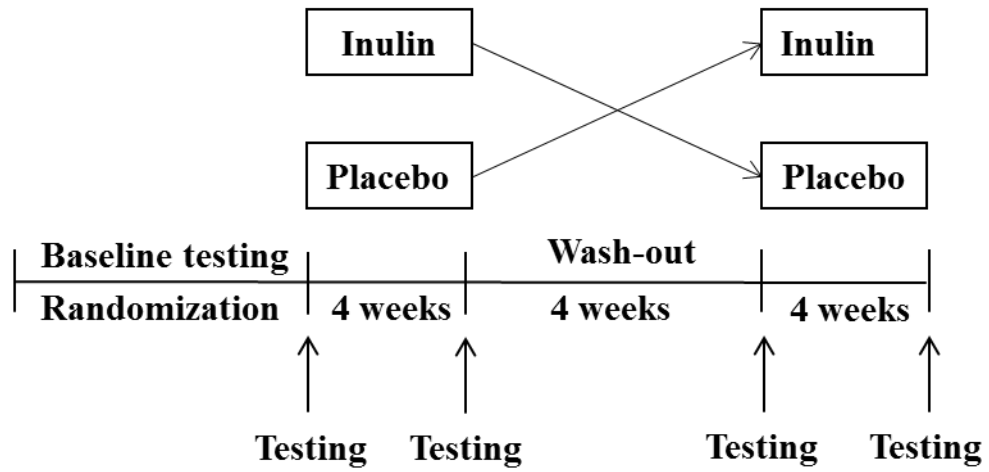 Inulin
Inulin
Placebo
Placebo
Baseline testing
Wash-out
Randomization
4 weeks
4 weeks
4 weeks
Testing
Testing
Testing
Testing